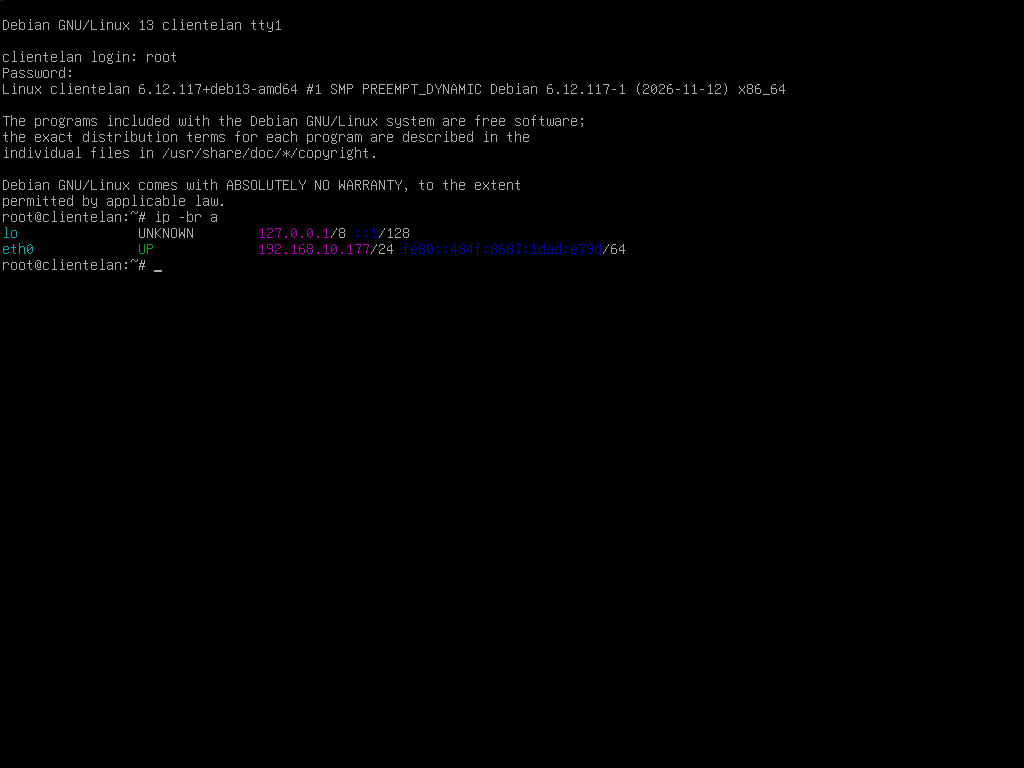 Debian GNU/Linux 13 clientelan tty1
clientelan login: root
Password:
Linux clientelan 6.12.117+deb13-amd64 #1 SMP PREEMPT_DYNAMIC Debian 6.12.117-1 (2026-11-12) x86_64
The programs included with the Debian GNU/Linux system are free software;
the exact distribution terms for each program are described in the
individual files in /usr/share/doc/*/copyright.
Debian GNU/Linux comes with ABSOLUTELY NO WARRANTY, to the extent
permitted by applicable law.
root@clientelan:~# ip -br a
lo UNKNOWN 127.0.0.1/8 ::1/128
eth0 UP 192.168.10.177/24 fe80::484f:8687:1dad:e79d/64
root@clientelan:~# _